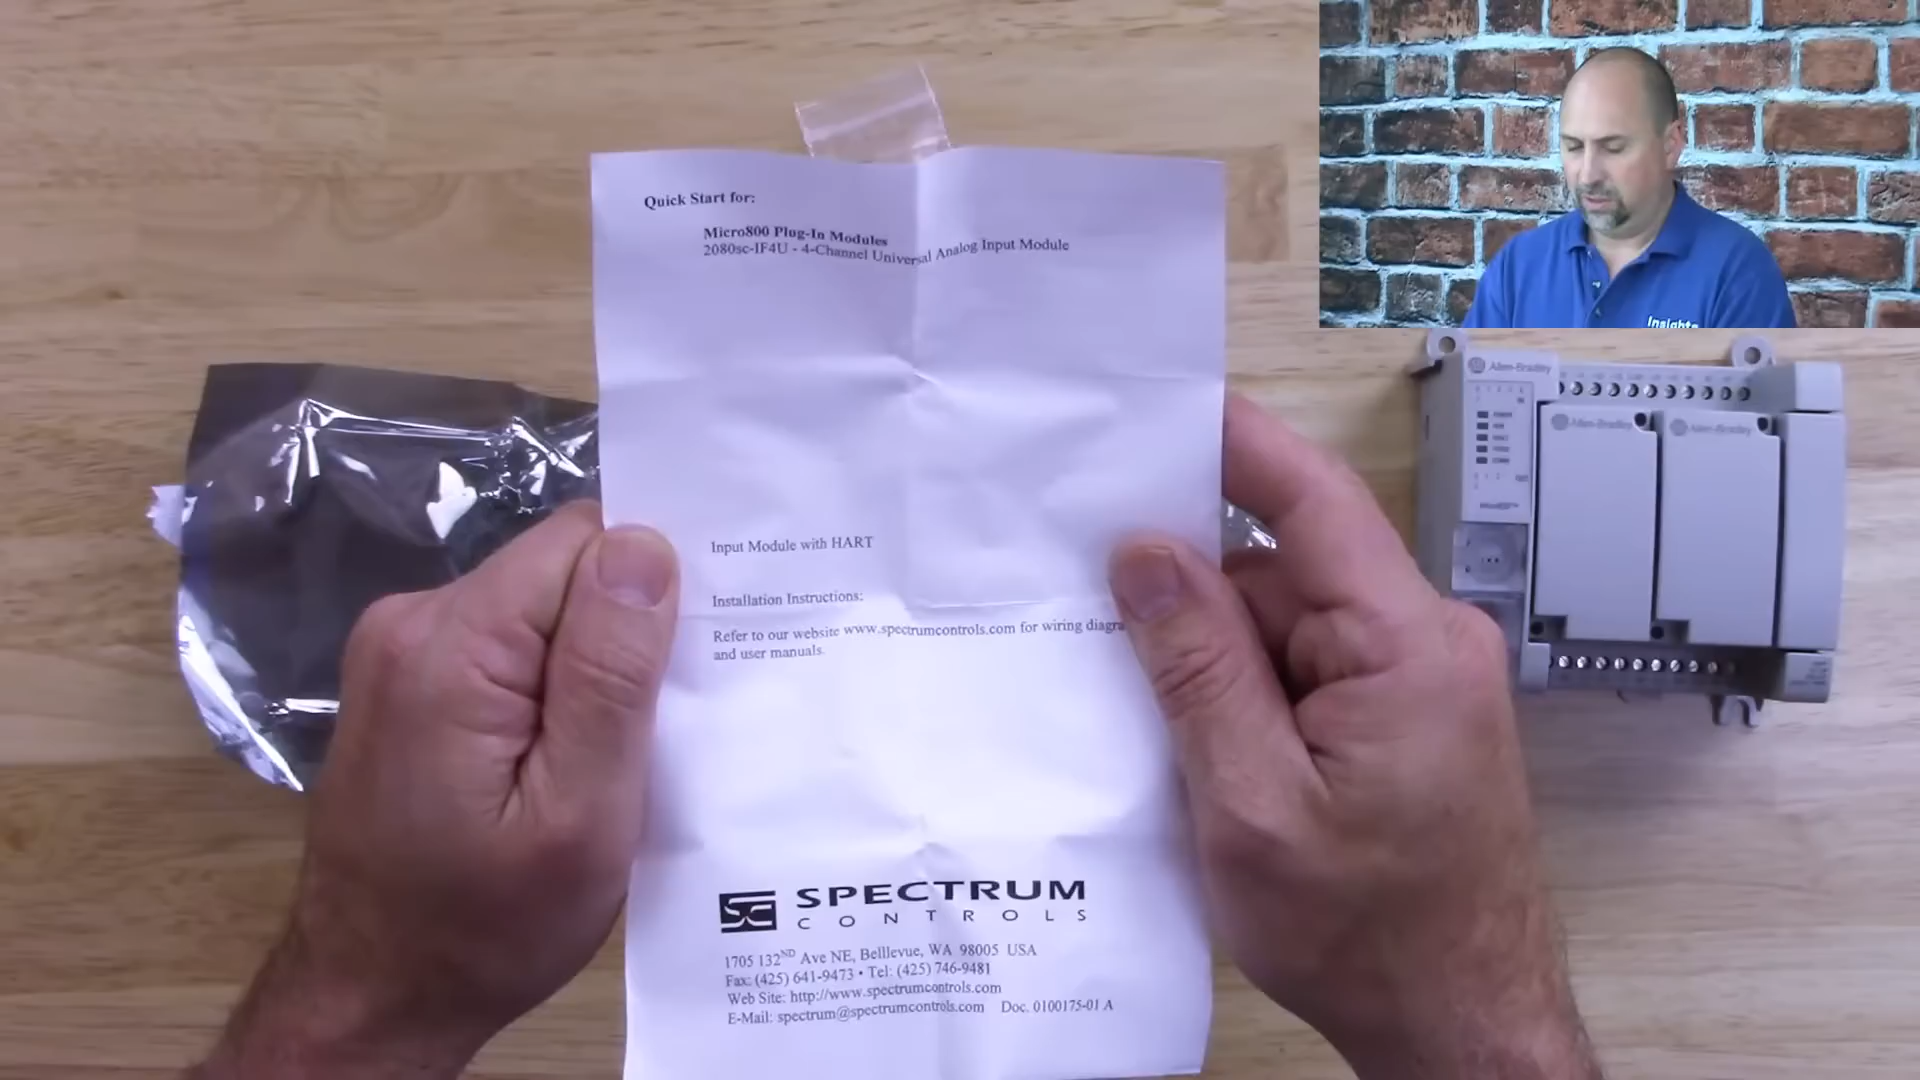 Quick Start for:
Micro800 Plug-In Modules
2080sc-IF4U - 4-Channel Universal Analog Input Module
Input Module with HART
Installation Instructions:
Refer to our website www.spectrumcontrols.com for wiring diagra
and user manuals.
SC SPECTRUM
CONTROLS
1705 132ND Ave NE, Belllevue, WA 98005 USA
Fax: (425) 641-9473 • Tel: (425) 746-9481
Web Site: http://www.spectrumcontrols.com
E-Mail: spectrum@spectrumcontrols.com Doc. 0100175-01 A
Insights
Allen-Bradley
Allen-Bradley
Allen-Bradley